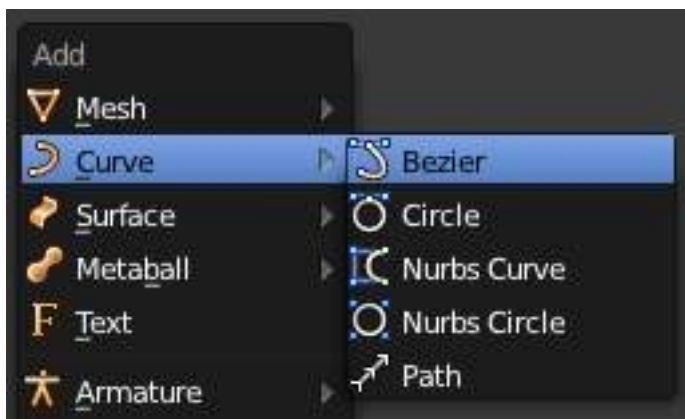 Add
Mesh
Curve
Surface
Metaball
Text
Armature
Bezier
Circle
Nurbs Curve
Nurbs Circle
Path